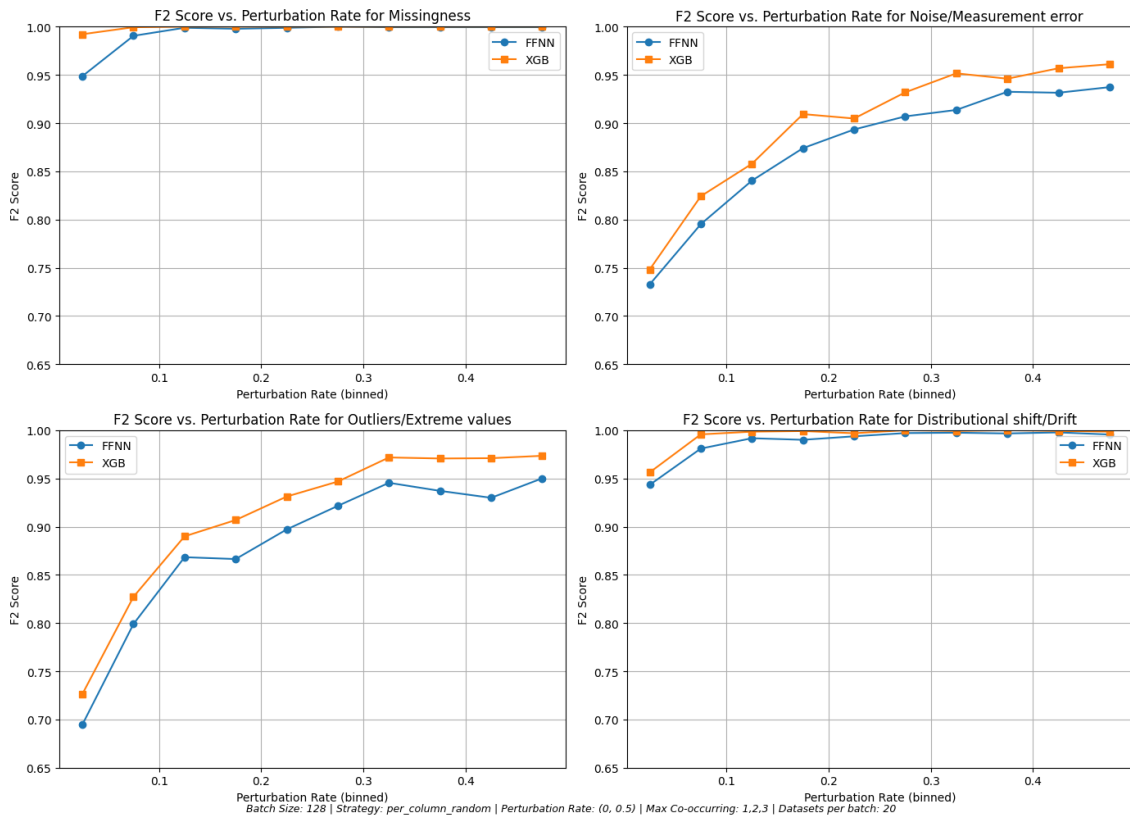 F2 Score vs. Perturbation Rate for Missingness
1.00
0.95
0.90
0.85
0.80
0.75
0.70
0.65
F2 Score
0.1
0.2
0.3
0.4
Perturbation Rate (binned)
FFNN
XGB
F2 Score vs. Perturbation Rate for Noise/Measurement error
1.00
0.95
0.90
0.85
0.80
0.75
0.70
0.65
F2 Score
0.1
0.2
0.3
0.4
Perturbation Rate (binned)
FFNN
XGB
F2 Score vs. Perturbation Rate for Outliers/Extreme values
1.00
0.95
0.90
0.85
0.80
0.75
0.70
0.65
F2 Score
0.1
0.2
0.3
0.4
Perturbation Rate (binned)
FFNN
XGB
F2 Score vs. Perturbation Rate for Distributional shift/Drift
1.00
0.95
0.90
0.85
0.80
0.75
0.70
0.65
F2 Score
0.1
0.2
0.3
0.4
Perturbation Rate (binned)
FFNN
XGB
Batch Size: 128 | Strategy: per_column_random | Perturbation Rate: (0, 0.5) | Max Co-occurring: 1,2,3 | Datasets per batch: 20